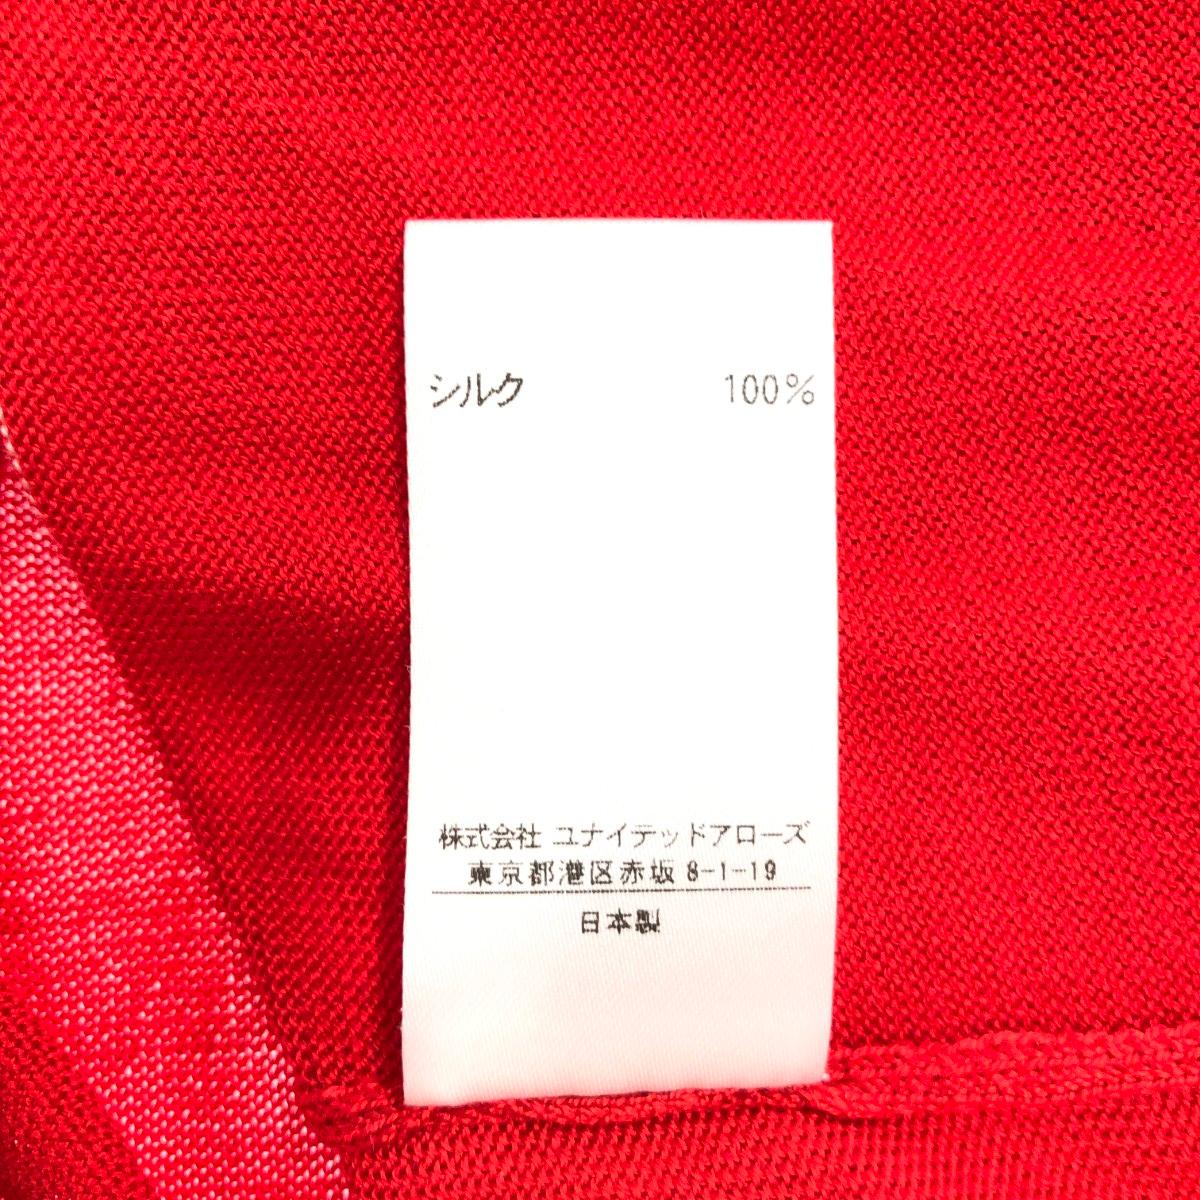 シルク 100%
株式会社 ユナイテッドアローズ
東京都港区赤坂 8-1-19
日本製